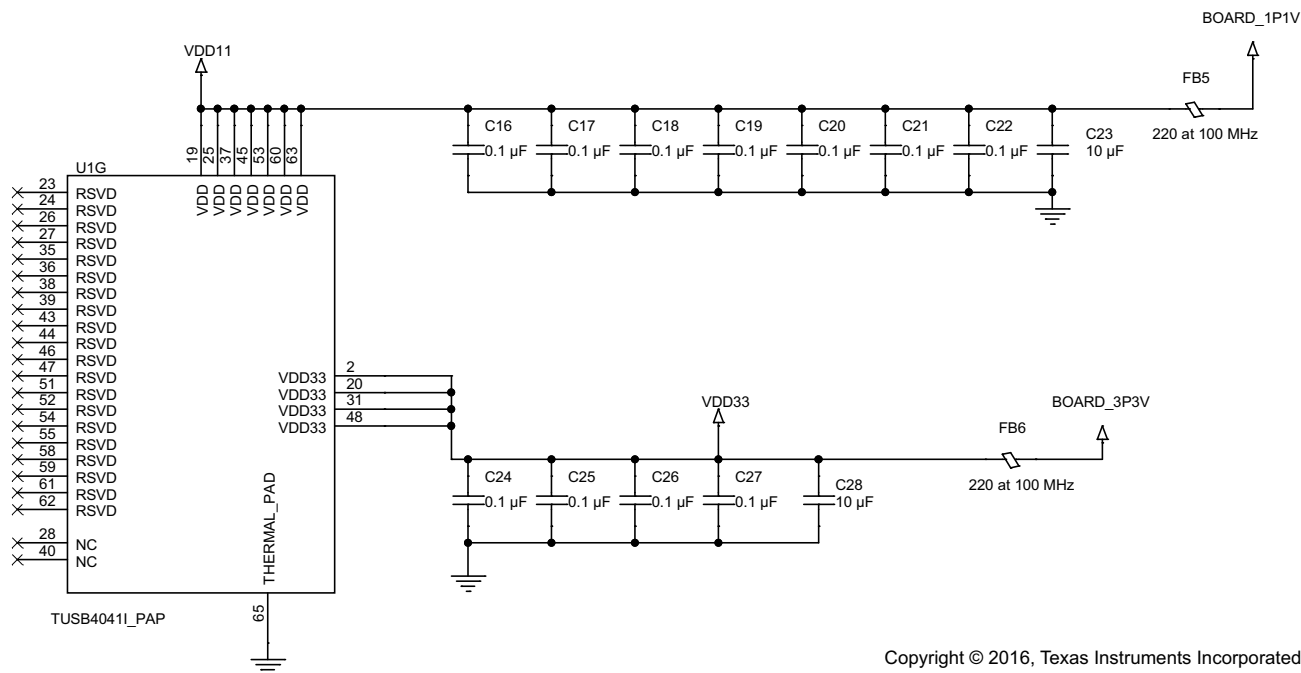 BOARD_1P1V
VDD11
FB5
220 at 100 MHz
C16
0.1 µF
C17
0.1 µF
C18
0.1 µF
C19
0.1 µF
C20
0.1 µF
C21
0.1 µF
C22
0.1 µF
C23
10 µF
19
25
37
45
53
60
63
U1G
VDD
VDD
VDD
VDD
VDD
VDD
VDD
23 RSVD
24 RSVD
26 RSVD
27 RSVD
35 RSVD
36 RSVD
38 RSVD
39 RSVD
43 RSVD
44 RSVD
46 RSVD
47 RSVD
51 RSVD
52 RSVD
54 RSVD
55 RSVD
58 RSVD
59 RSVD
61 RSVD
62 RSVD
28 NC
40 NC
VDD33 2
VDD33 20
VDD33 31
VDD33 48
THERMAL_PAD
65
TUSB4041I_PAP
VDD33
BOARD_3P3V
FB6
220 at 100 MHz
C24
0.1 µF
C25
0.1 µF
C26
0.1 µF
C27
0.1 µF
C28
10 µF
Copyright © 2016, Texas Instruments Incorporated